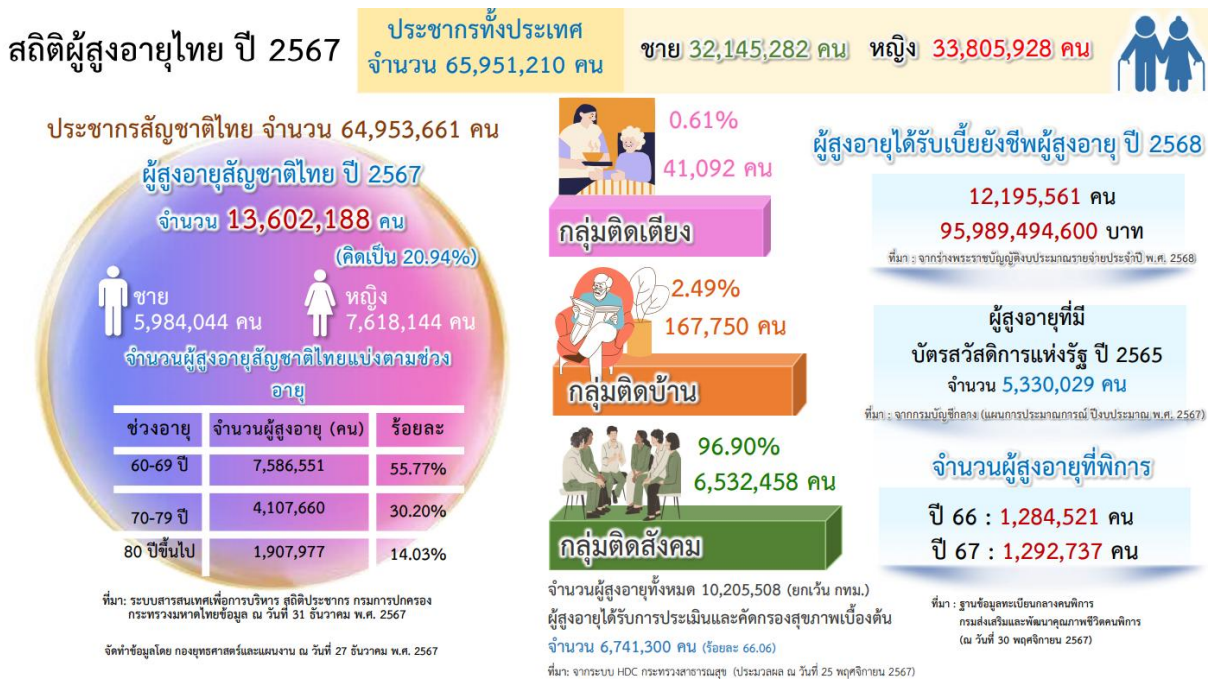 สถิติผู้สูงอายุไทย ปี 2567
ประชากรทั้งประเทศ
จำนวน 65,951,210 คน
ชาย 32,145,282 คน หญิง 33,805,928 คน
ประชากรสัญชาติไทย จำนวน 64,953,661 คน
ผู้สูงอายุสัญชาติไทย ปี 2567
จำนวน 13,602,188 คน
(คิดเป็น 20.94%)
ชาย
5,984,044 คน
หญิง
7,618,144 คน
จำนวนผู้สูงอายุสัญชาติไทยแบ่งตามช่วง
อายุ
ช่วงอายุ จำนวนผู้สูงอายุ (คน) ร้อยละ
60-69 ปี 7,586,551 55.77%
70-79 ปี 4,107,660 30.20%
80 ปีขึ้นไป 1,907,977 14.03%
ที่มา: ระบบสารสนเทศเพื่อการบริหาร สถิติประชากร กรมการปกครอง
กระทรวงมหาดไทยข้อมูล ณ วันที่ 31 ธันวาคม พ.ศ. 2567
จัดทำข้อมูลโดย กองยุทธศาสตร์และแผนงาน ณ วันที่ 27 ธันวาคม พ.ศ. 2567
0.61%
41,092 คน
กลุ่มติดเตียง
2.49%
167,750 คน
กลุ่มติดบ้าน
96.90%
6,532,458 คน
กลุ่มติดสังคม
จำนวนผู้สูงอายุทั้งหมด 10,205,508 (ยกเว้น กทม.)
ผู้สูงอายุได้รับการประเมินและคัดกรองสุขภาพเบื้องต้น
จำนวน 6,741,300 คน (ร้อยละ 66.06)
ที่มา: จากระบบ HDC กระทรวงสาธารณสุข (ประมวลผล ณ วันที่ 25 พฤศจิกายน 2567)
ผู้สูงอายุได้รับเบี้ยยังชีพผู้สูงอายุ ปี 2568
12,195,561 คน
95,989,494,600 บาท
ที่มา : จากร่างพระราชบัญญัติงบประมาณรายจ่ายประจำปี พ.ศ. 2568
ผู้สูงอายุที่มี
บัตรสวัสดิการแห่งรัฐ ปี 2565
จำนวน 5,330,029 คน
ที่มา : จากกรมบัญชีกลาง (แผนการประมาณการณ์ ปีงบประมาณ พ.ศ. 2567)
จำนวนผู้สูงอายุที่พิการ
ปี 66 : 1,284,521 คน
ปี 67 : 1,292,737 คน
ที่มา : ฐานข้อมูลทะเบียนกลางคนพิการ
กรมส่งเสริมและพัฒนาคุณภาพชีวิตคนพิการ
(ณ วันที่ 30 พฤศจิกายน 2567)